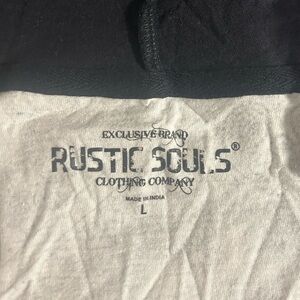 EXCLUSIVE BRAND
RUSTIC SOULS®
CLOTHING COMPANY
MADE IN INDIA
L